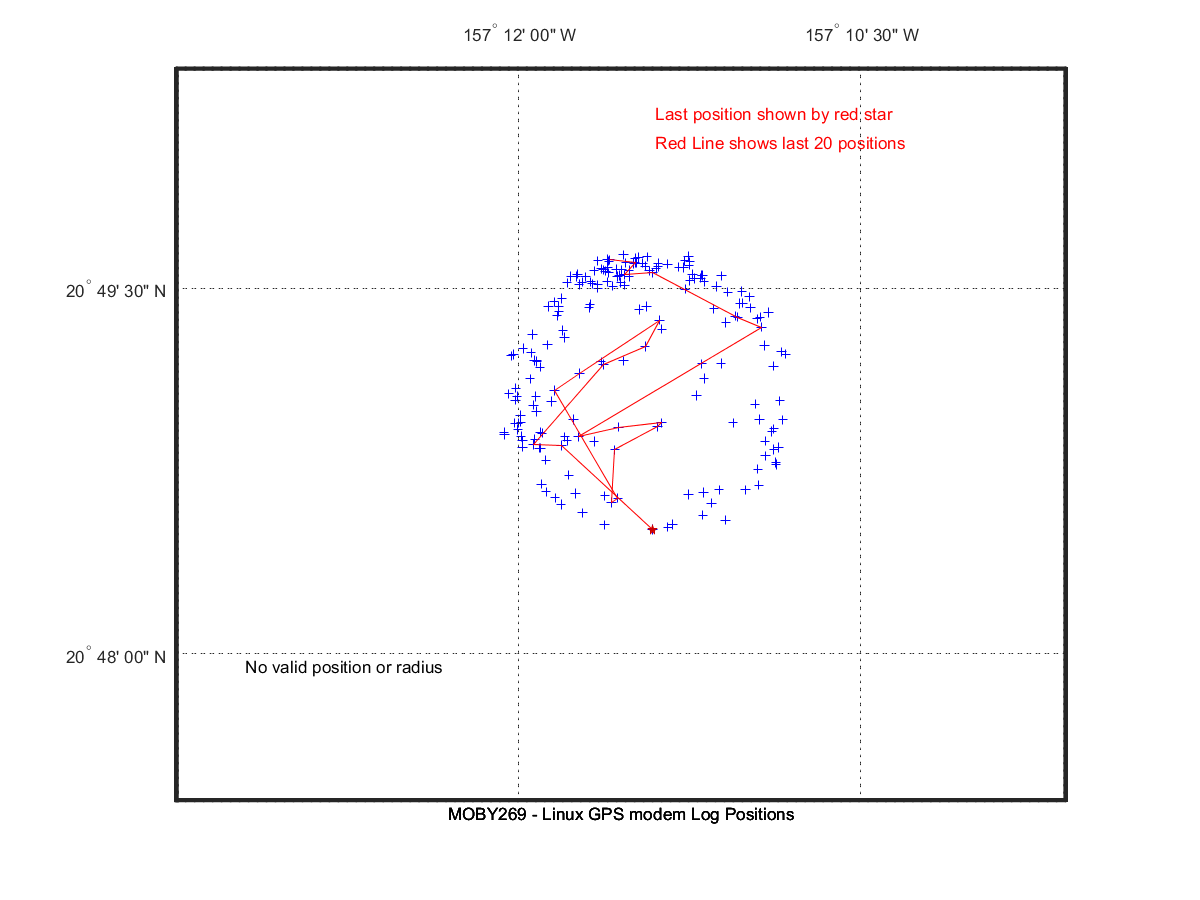 157° 12' 00" W
157° 10' 30" W
Last position shown by red star
Red Line shows last 20 positions
20° 49' 30" N
20° 48' 00" N
No valid position or radius
MOBY269 - Linux GPS modem Log Positions